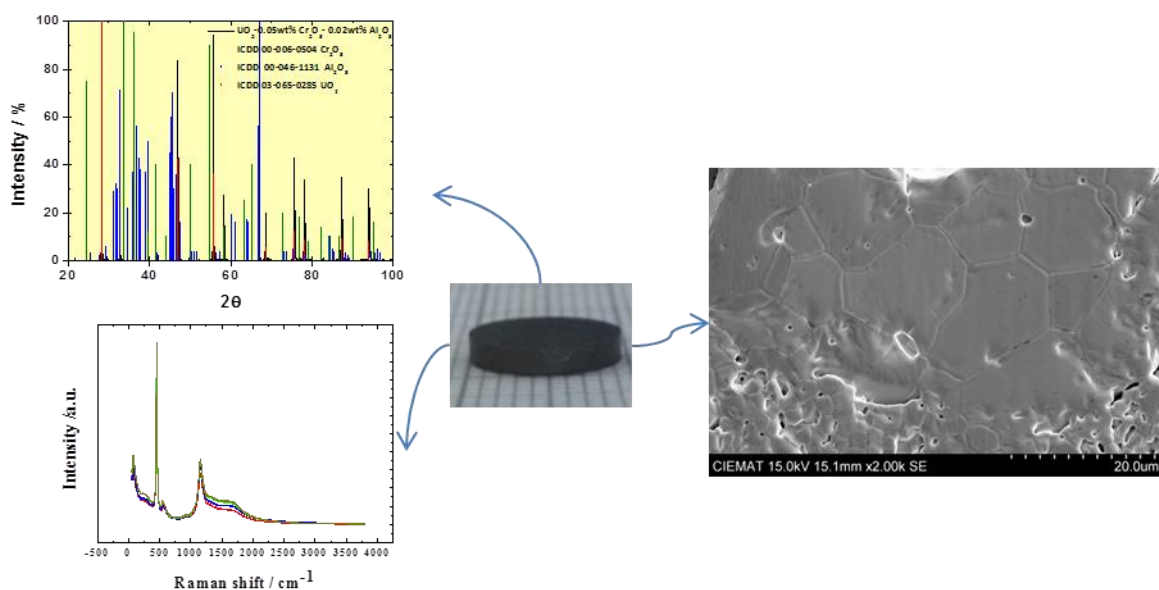 100
80
60
40
20
0
Intensity / %
UO₂-0.05wt% Cr₂O₃ - 0.02wt% Al₂O₃
ICDD 00-006-0504 Cr₂O₃
ICDD 00-046-1131 Al₂O₃
ICDD 03-065-0285 UO₂
20 40 60 80 100
2θ
Intensity /a.u.
-500 0 500 1000 1500 2000 2500 3000 3500 4000
Raman shift / cm⁻¹
CIEMAT 15.0kV 15.1mm x2.00k SE 20.0um